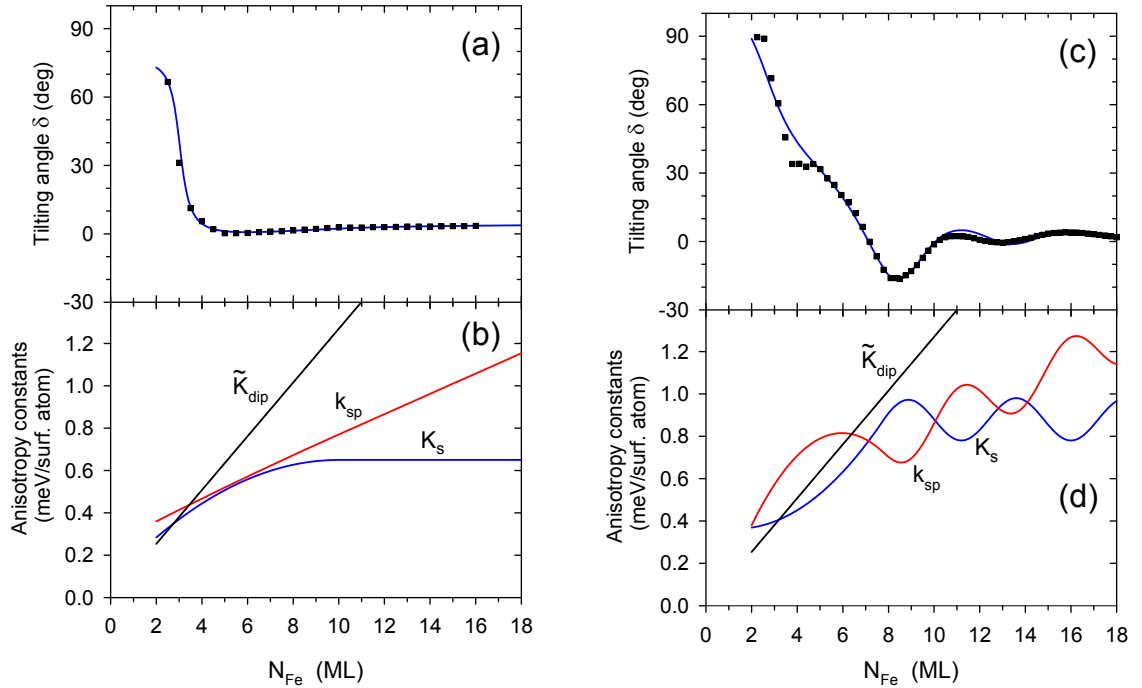 (a)
90
60
30
0
-30
Tilting angle δ (deg)
(b)
1.2
1.0
0.8
0.6
0.4
0.2
0.0
Anisotropy constants
(meV/surf. atom)
K̃dip
ksp
Ks
0 2 4 6 8 10 12 14 16 18
NFe (ML)
(c)
90
60
30
0
-30
Tilting angle δ (deg)
(d)
1.2
1.0
0.8
0.6
0.4
0.2
0.0
Anisotropy constants
(meV/surf. atom)
K̃dip
Ks
ksp
0 2 4 6 8 10 12 14 16 18
NFe (ML)